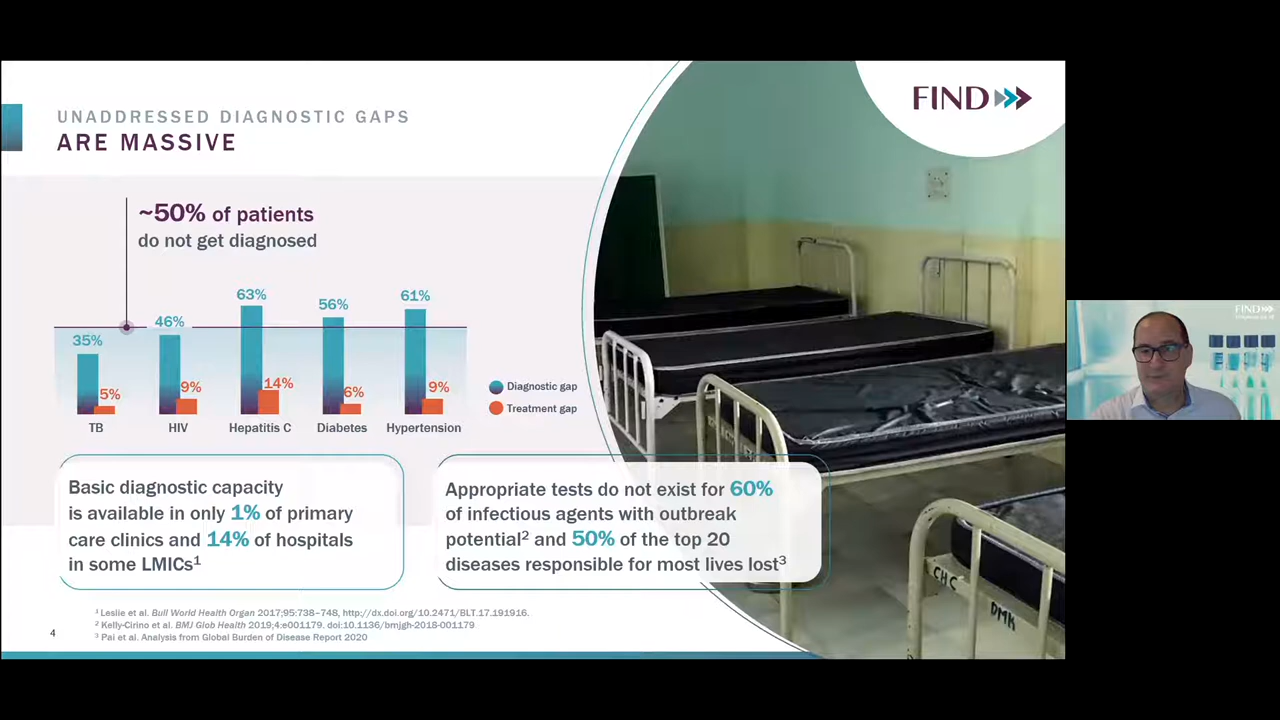 UNADDRESSED DIAGNOSTIC GAPS
ARE MASSIVE
FIND
~50% of patients
do not get diagnosed
35%
5%
46%
9%
63%
14%
56%
6%
61%
9%
TB
HIV
Hepatitis C
Diabetes
Hypertension
Diagnostic gap
Treatment gap
Basic diagnostic capacity
is available in only 1% of primary
care clinics and 14% of hospitals
in some LMICs1
Appropriate tests do not exist for 60%
of infectious agents with outbreak
potential2 and 50% of the top 20
diseases responsible for most lives lost3
CHC
DMK
1 Leslie et al. Bull World Health Organ 2017;95:738–748, http://dx.doi.org/10.2471/BLT.17.191916.
2 Kelly-Cirino et al. BMJ Glob Health 2019;4:e001179. doi:10.1136/bmjgh-2018-001179
3 Pai et al. Analysis from Global Burden of Disease Report 2020
4
FIND